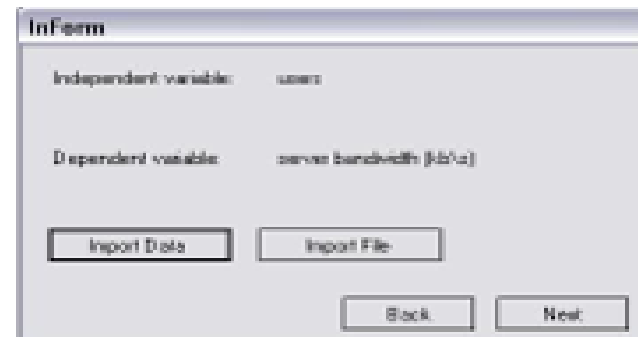 InForm
Independent variable: users
Dependent variable: server bandwidth [kb/s]
Import Data Import File
Back Next